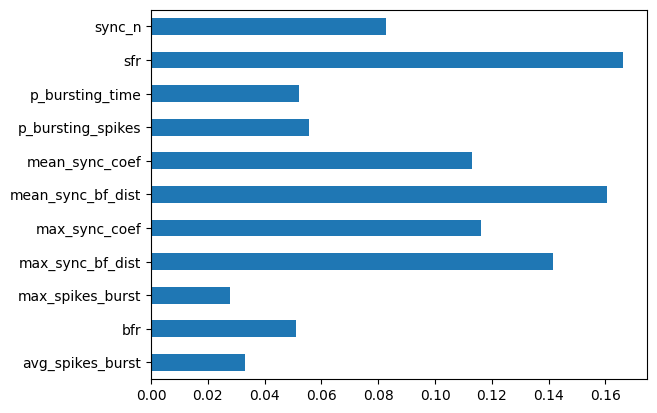 sync_n
sfr
p_bursting_time
p_bursting_spikes
mean_sync_coef
mean_sync_bf_dist
max_sync_coef
max_sync_bf_dist
max_spikes_burst
bfr
avg_spikes_burst
0.00 0.02 0.04 0.06 0.08 0.10 0.12 0.14 0.16